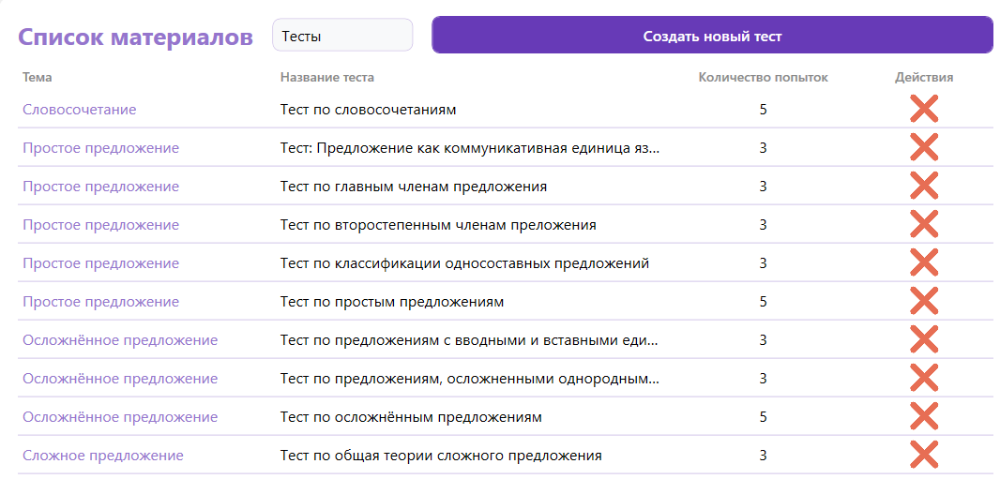 Список материалов Тесты Создать новый тест
Тема Название теста Количество попыток Действия
Словосочетание Тест по словосочетаниям 5
Простое предложение Тест: Предложение как коммуникативная единица яз...  3
Простое предложение Тест по главным членам предложения 3
Простое предложение Тест по второстепенным членам преложения 3
Простое предложение Тест по классификации односоставных предложений 3
Простое предложение Тест по простым предложениям 5
Осложнённое предложение Тест по предложениям с вводными и вставными еди... 3
Осложнённое предложение Тест по предложениям, осложненными однородным... 3
Осложнённое предложение Тест по осложнённым предложениям 5
Сложное предложение Тест по общая теории сложного предложения 3